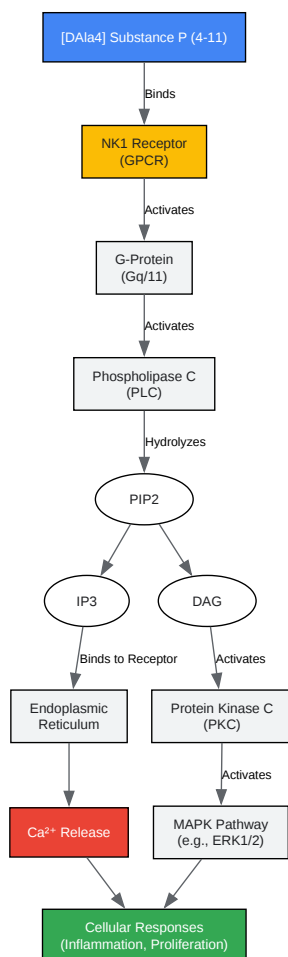 [DAla4] Substance P (4-11)
Binds
NK1 Receptor
(GPCR)
Activates
G-Protein
(Gq/11)
Activates
Phospholipase C
(PLC)
Hydrolyzes
PIP2
IP3
DAG
Binds to Receptor
Activates
Endoplasmic
Reticulum
Protein Kinase C
(PKC)
Activates
Ca²⁺ Release
MAPK Pathway
(e.g., ERK1/2)
Cellular Responses
(Inflammation, Proliferation)